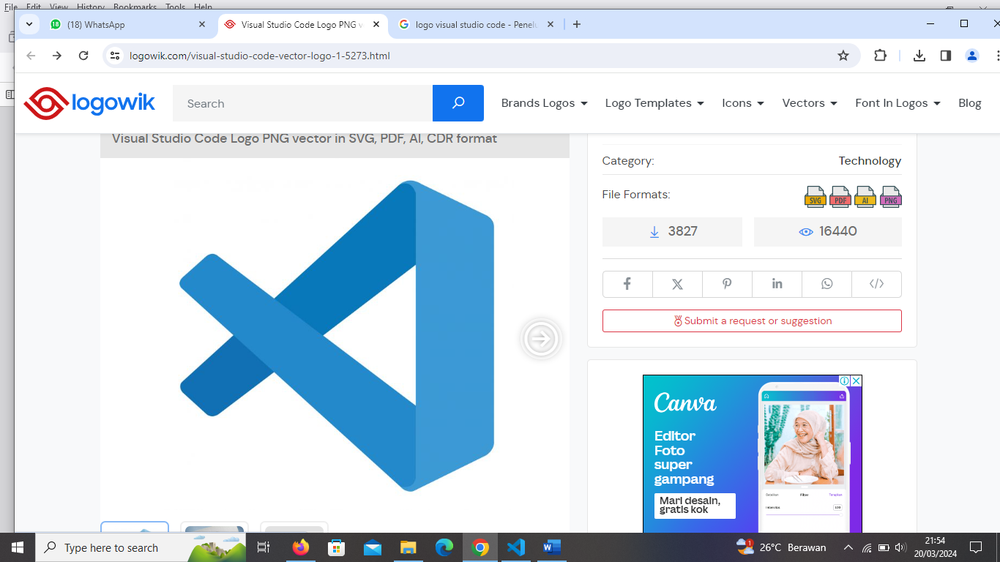 File Edit View History Bookmarks Tools Help
(18) WhatsApp
Visual Studio Code Logo PNG v
logo visual studio code - Penelu
logowik.com/visual-studio-code-vector-logo-1-5273.html
logowik
Search
Brands Logos
Logo Templates
Icons
Vectors
Font In Logos
Blog
Visual Studio Code Logo PNG vector in SVG, PDF, AI, CDR format
Category:
Technology
File Formats:
SVG
PDF
AI
PNG
3827
16440
Submit a request or suggestion
Canva
Editor
Foto
super
gampang
Mari desain,
gratis kok
Type here to search
26°C Berawan
21:54
20/03/2024